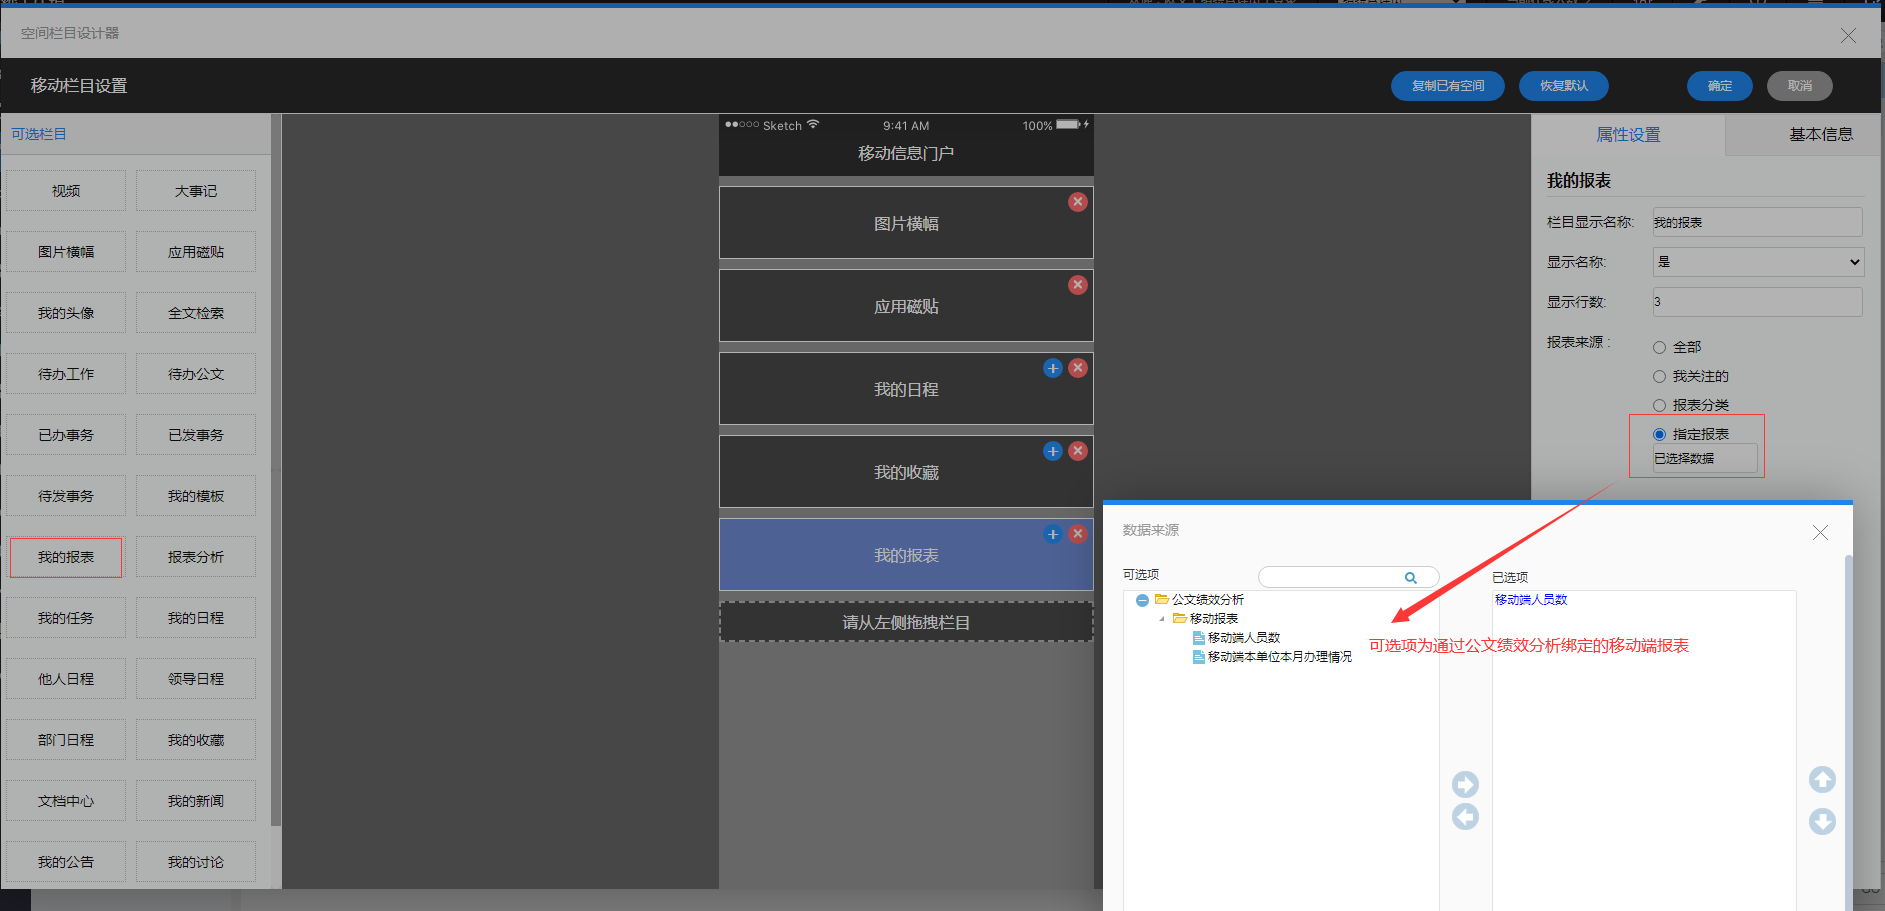 空间栏目设计器
移动栏目设置
复制已有空间
恢复默认
确定
取消
可选栏目
视频
大事记
图片横幅
应用磁贴
我的头像
全文检索
待办工作
待办公文
已办事务
已发事务
待发事务
我的模板
我的报表
报表分析
我的任务
我的日程
他人日程
领导日程
部门日程
我的收藏
文档中心
我的新闻
我的公告
我的讨论
Sketch
9:41 AM
100%
移动信息门户
图片横幅
应用磁贴
我的日程
我的收藏
我的报表
请从左侧拖拽栏目
属性设置
基本信息
我的报表
栏目显示名称:
我的报表
显示名称:
是
显示行数:
3
报表来源 :
全部
我关注的
报表分类
指定报表
已选择数据
数据来源
可选项
已选项
公文绩效分析
移动报表
移动端人员数
移动端本单位本月办理情况
移动端人员数
可选项为通过公文绩效分析绑定的移动端报表